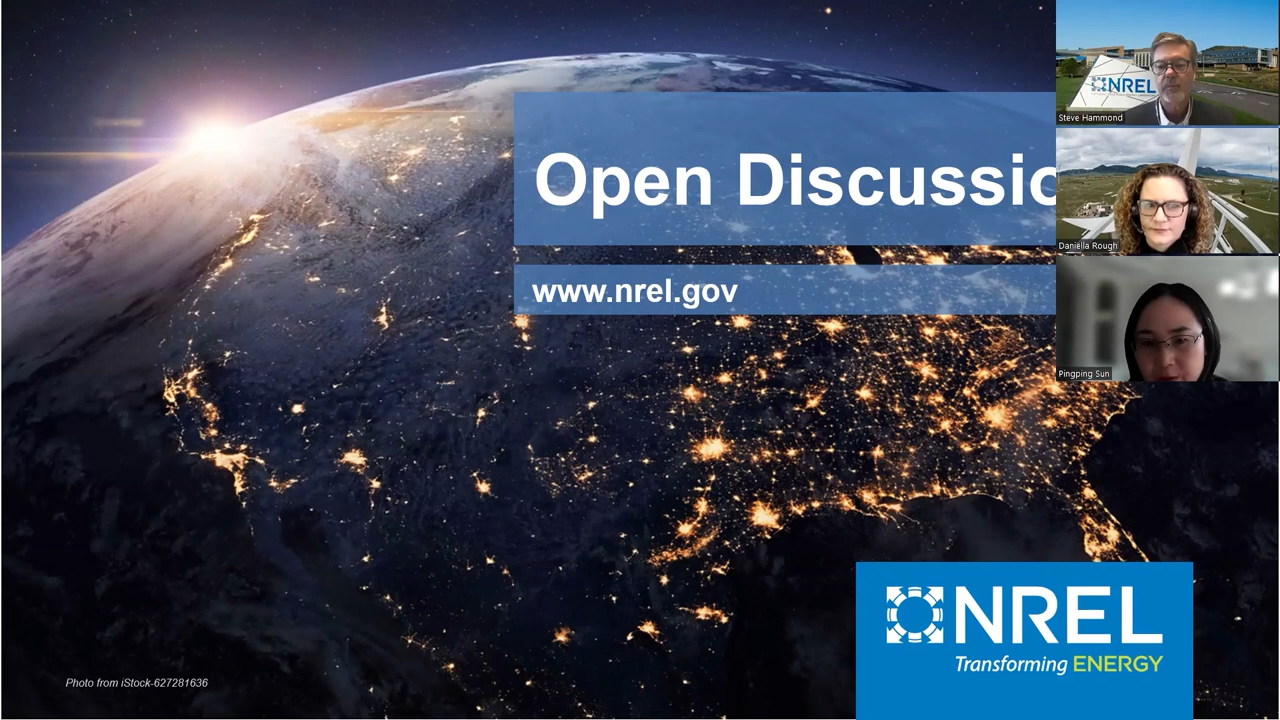 Open Discussio
www.nrel.gov
NREL
Steve Hammond
Daniella Rough
Pingping Sun
NREL
Transforming ENERGY
Photo from iStock-627281636